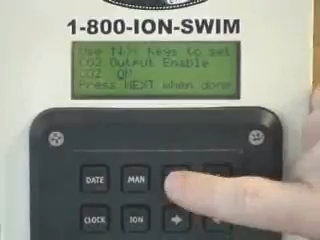 1-800-ION-SWIM
Use N/X keys to set
CO2 Output Enable
CO2 ON
Press NEXT when done
DATE MAN
CLOCK ION